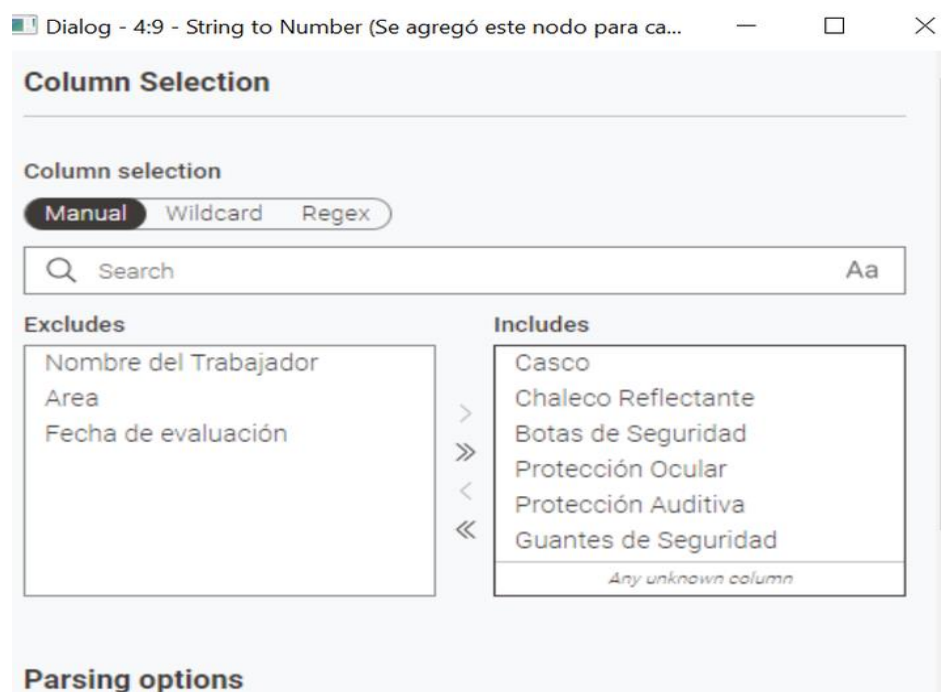 Dialog - 4:9 - String to Number (Se agregó este nodo para ca...
Column Selection
Column selection
Manual Wildcard Regex
Search Aa
Excludes
Nombre del Trabajador
Area
Fecha de evaluación
Includes
Casco
Chaleco Reflectante
Botas de Seguridad
Protección Ocular
Protección Auditiva
Guantes de Seguridad
Any unknown column
Parsing options